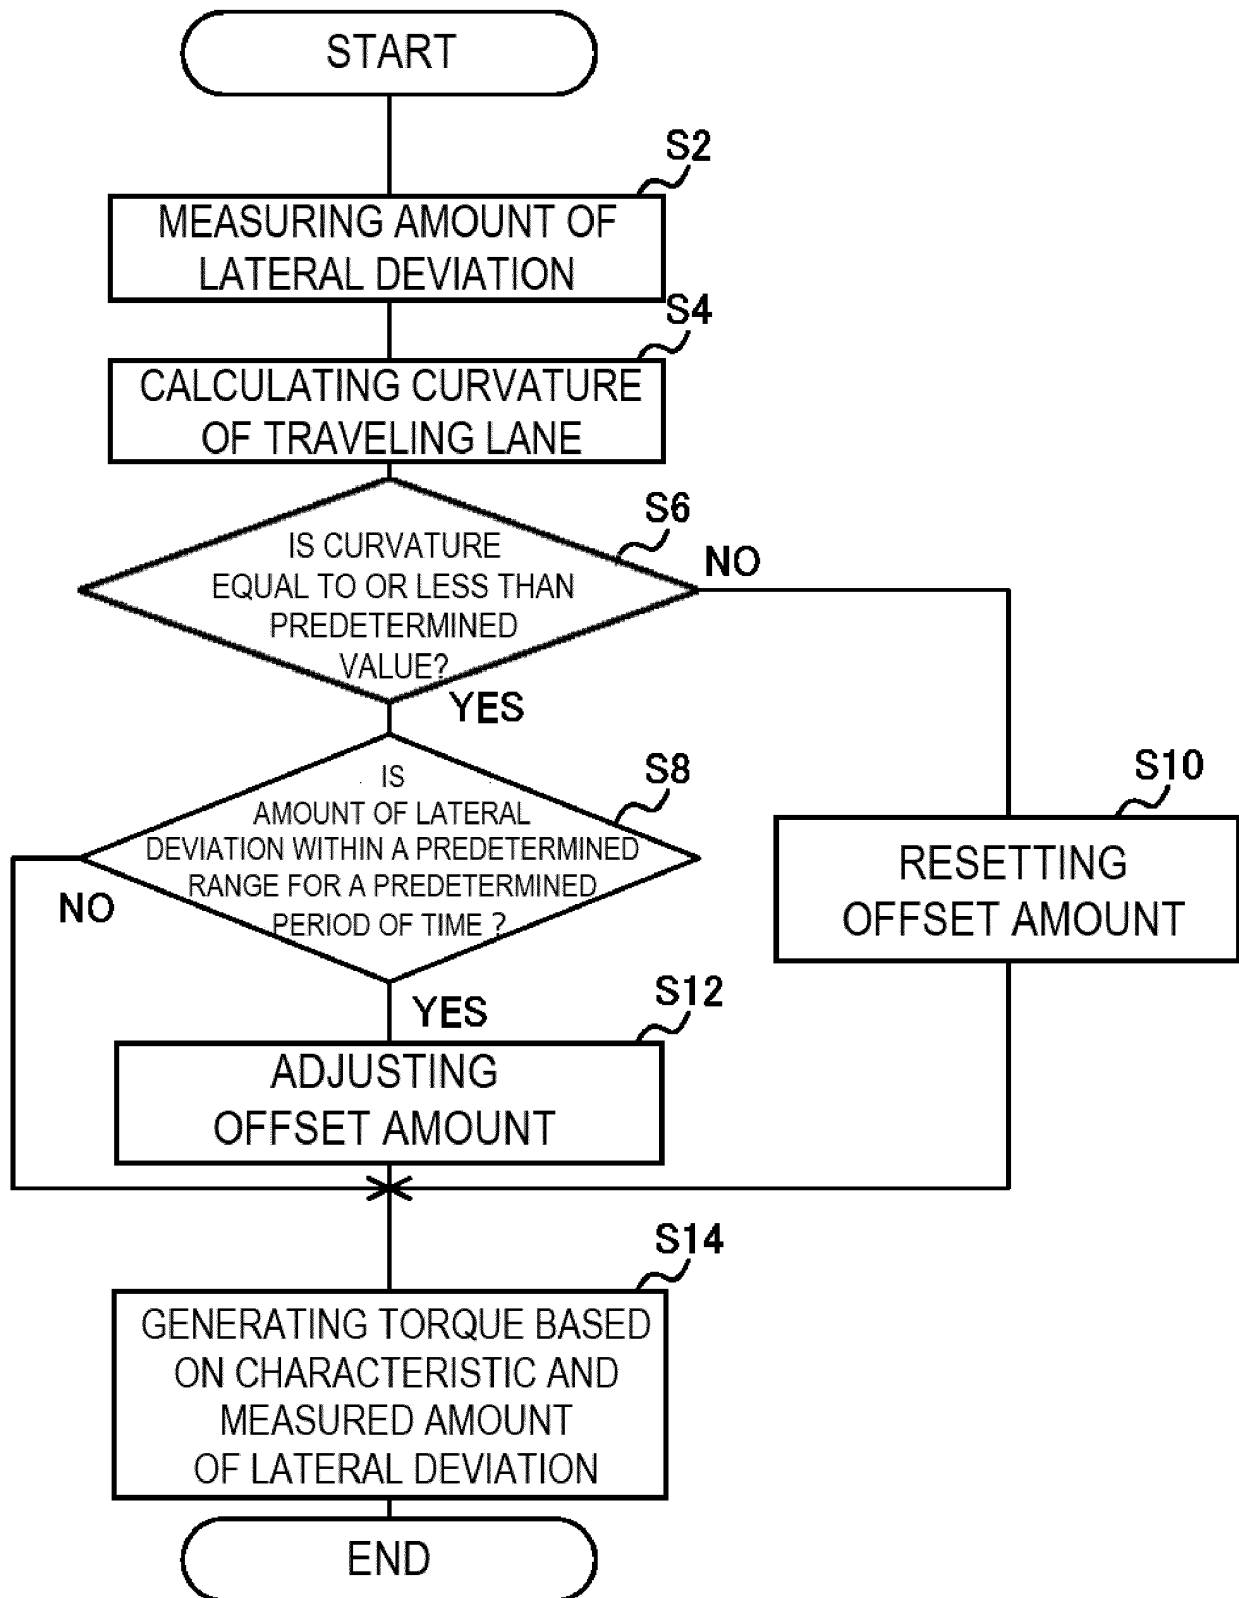 START
S2
MEASURING AMOUNT OF
LATERAL DEVIATION
S4
CALCULATING CURVATURE
OF TRAVELING LANE
S6
IS CURVATURE
EQUAL TO OR LESS THAN
PREDETERMINED
VALUE?
NO
YES
S8
IS
AMOUNT OF LATERAL
DEVIATION WITHIN A PREDETERMINED
RANGE FOR A PREDETERMINED
PERIOD OF TIME ?
NO
YES
S10
RESETTING
OFFSET AMOUNT
S12
ADJUSTING
OFFSET AMOUNT
S14
GENERATING TORQUE BASED
ON CHARACTERISTIC AND
MEASURED AMOUNT
OF LATERAL DEVIATION
END